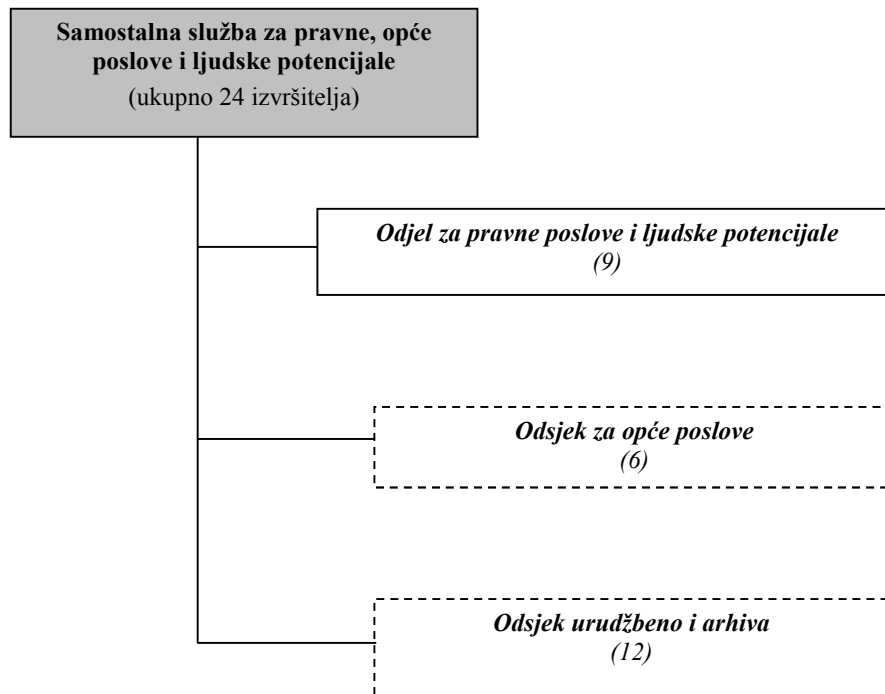 Samostalna služba za pravne, opće
poslove i ljudske potencijale
(ukupno 24 izvršitelja)
Odjel za pravne poslove i ljudske potencijale
(9)
Odsjek za opće poslove
(6)
Odsjek urudžbeno i arhiva
(12)